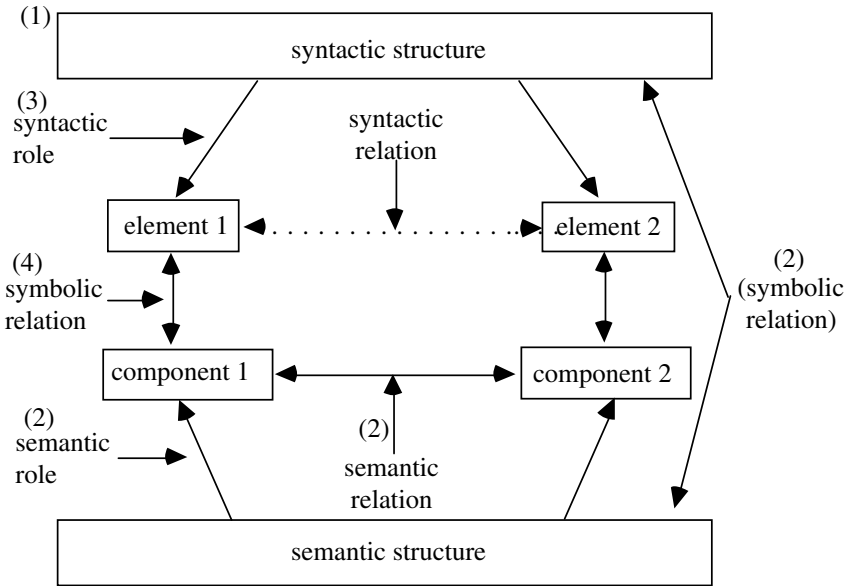 (1)
syntactic structure
(3)
syntactic
role
syntactic
relation
element 1
element 2
(4)
symbolic
relation
(2)
(symbolic
relation)
component 1
component 2
(2)
semantic
role
(2)
semantic
relation
semantic structure